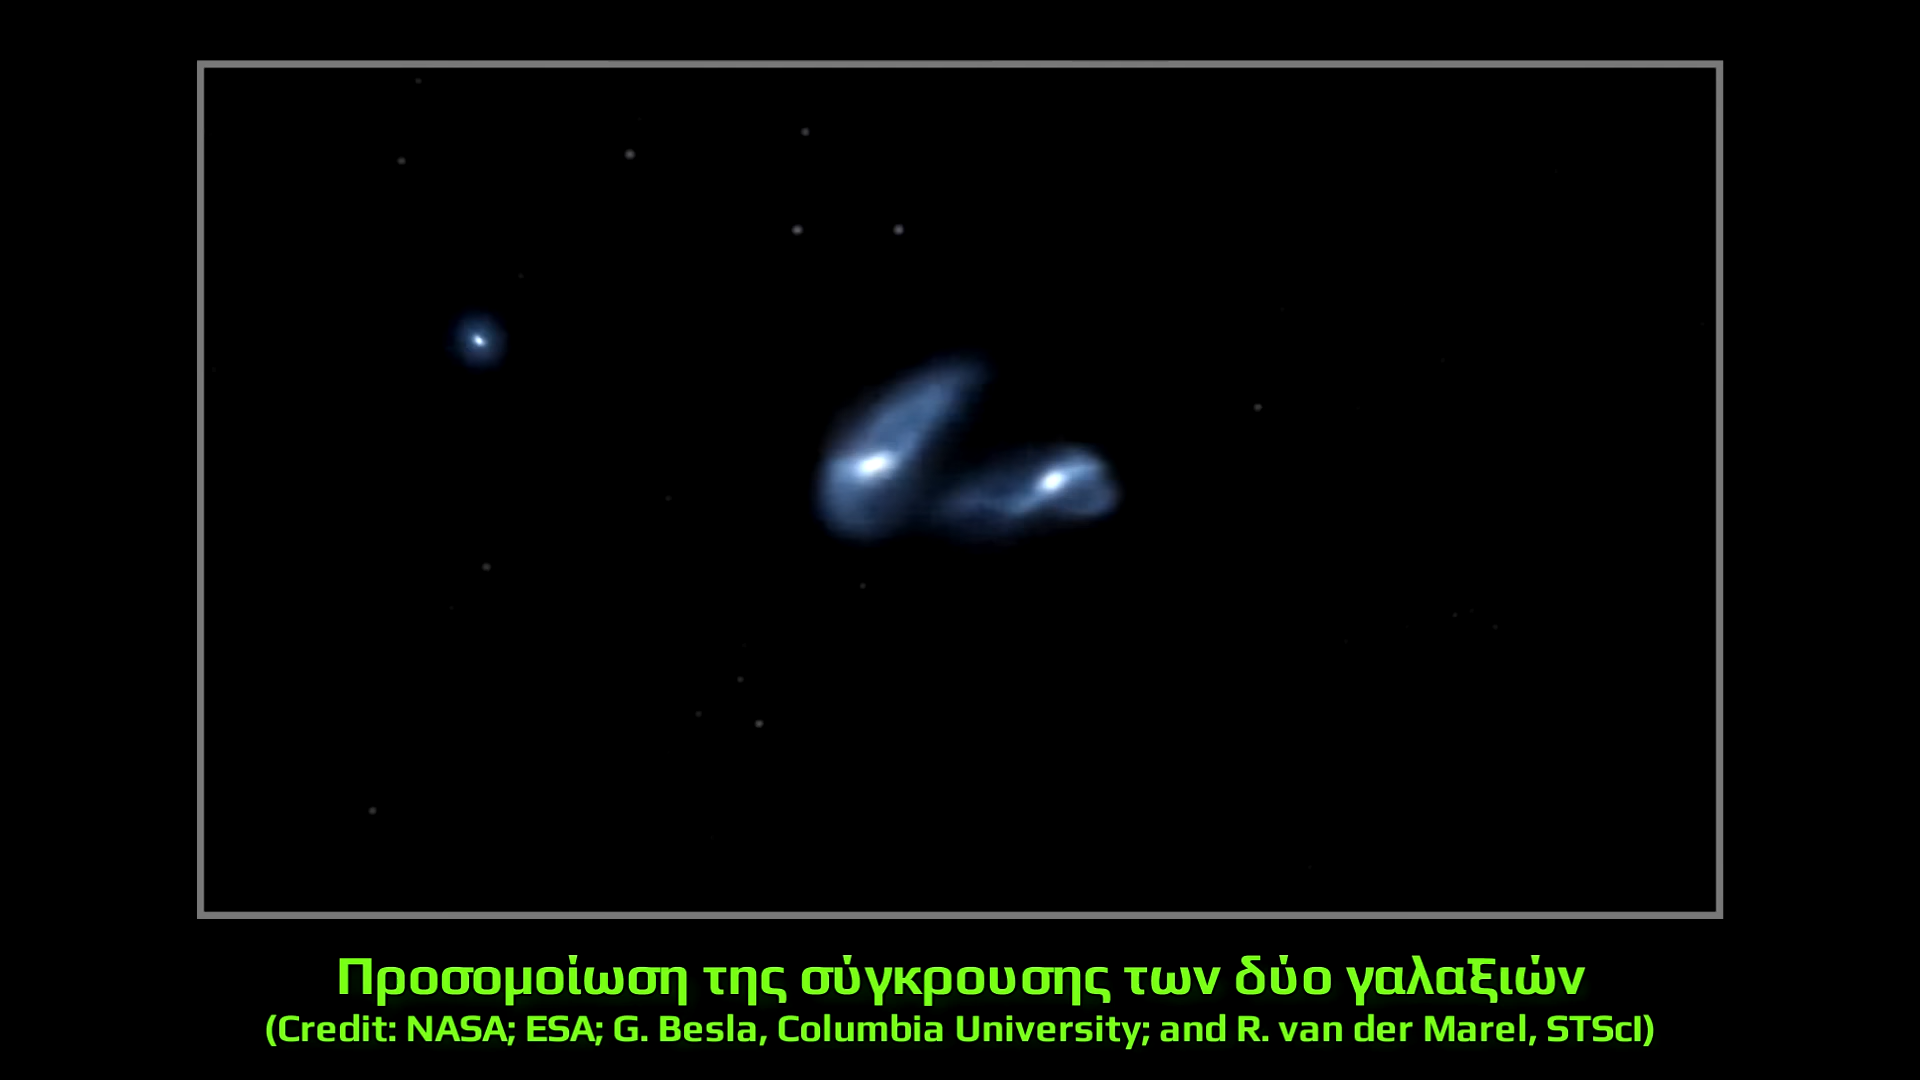 Προσομοίωση της σύγκρουσης των δύο γαλαξιών
(Credit: NASA; ESA; G. Besla, Columbia University; and R. van der Marel, STScI)